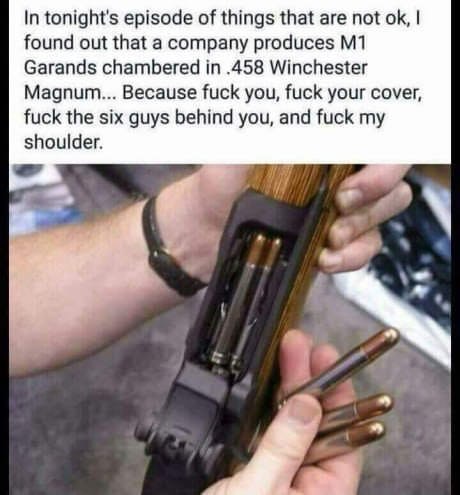 In tonight's episode of things that are not ok, I
found out that a company produces M1
Garands chambered in .458 Winchester
Magnum... Because fuck you, fuck your cover,
fuck the six guys behind you, and fuck my
shoulder.